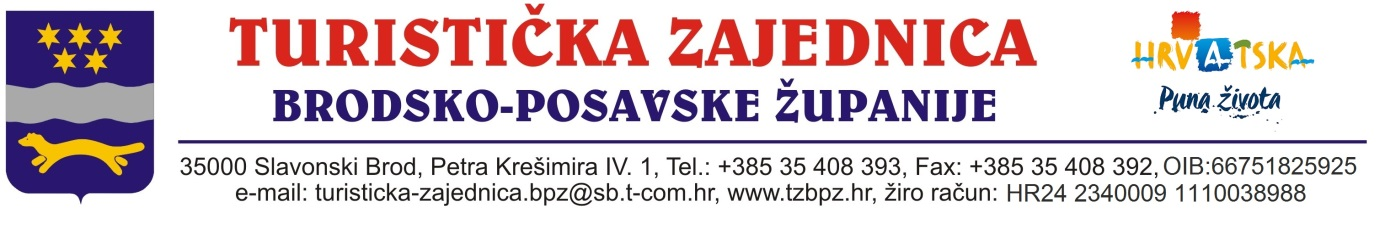 TURISTIČKA ZAJEDNICA
BRODSKO-POSAVSKE ŽUPANIJE
HRVATSKA
Puna života
35000 Slavonski Brod, Petra Krešimira IV. 1, Tel.: +385 35 408 393, Fax: +385 35 408 392, OIB:66751825925
e-mail: turisticka-zajednica.bpz@sb.t-com.hr, www.tzbpz.hr, žiro račun: HR24 2340009 1110038988